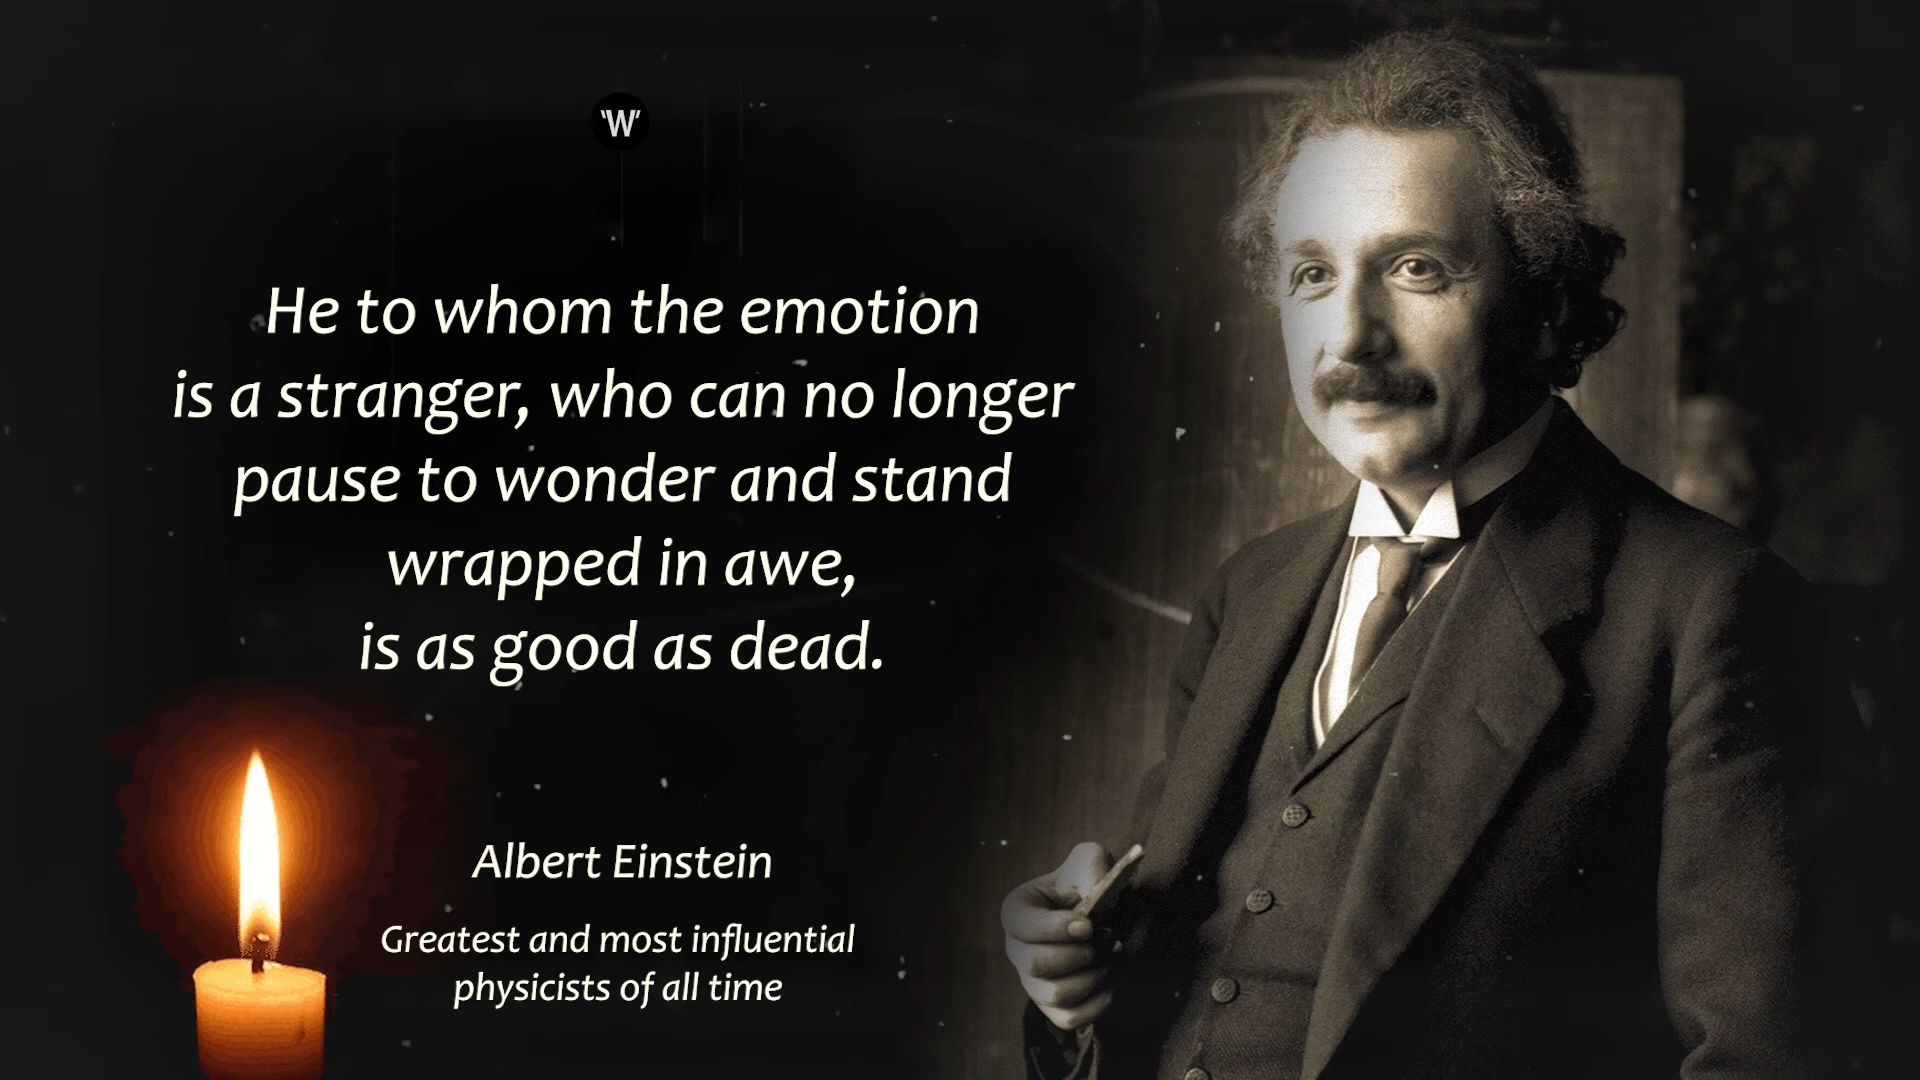 'W'
He to whom the emotion
is a stranger, who can no longer
pause to wonder and stand
wrapped in awe,
is as good as dead.
Albert Einstein
Greatest and most influential
physicists of all time